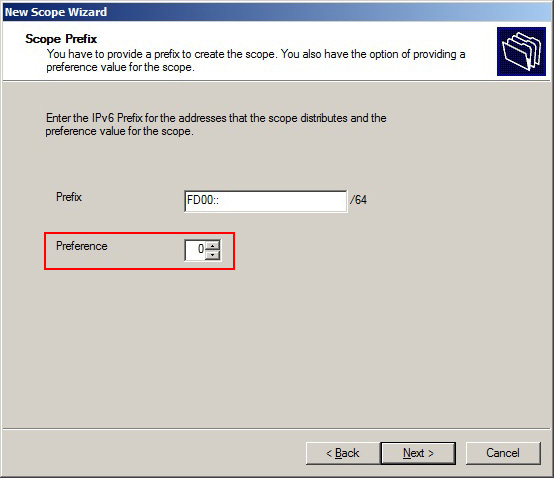 New Scope Wizard
Scope Prefix
You have to provide a prefix to create the scope. You also have the option of providing a
preference value for the scope.
Enter the IPv6 Prefix for the addresses that the scope distributes and the
preference value for the scope.
Prefix FD00:: /64
Preference 0
< Back Next > Cancel